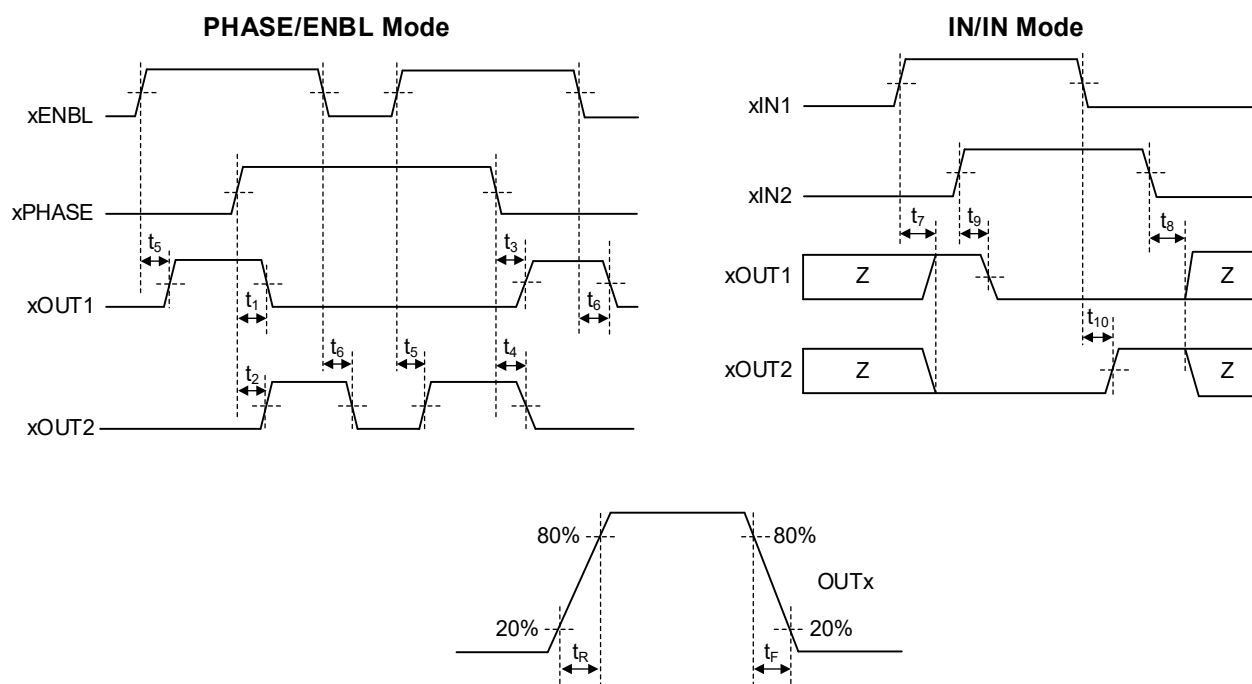 PHASE/ENBL Mode
IN/IN Mode
xENBL
xIN1
xPHASE
xIN2
t5
t3
t7
t9
t8
xOUT1
t1
t6
xOUT1
Z
Z
t10
t2
t6
t5
t4
xOUT2
xOUT2
Z
Z
80%
80%
OUTx
20%
20%
tR
tF